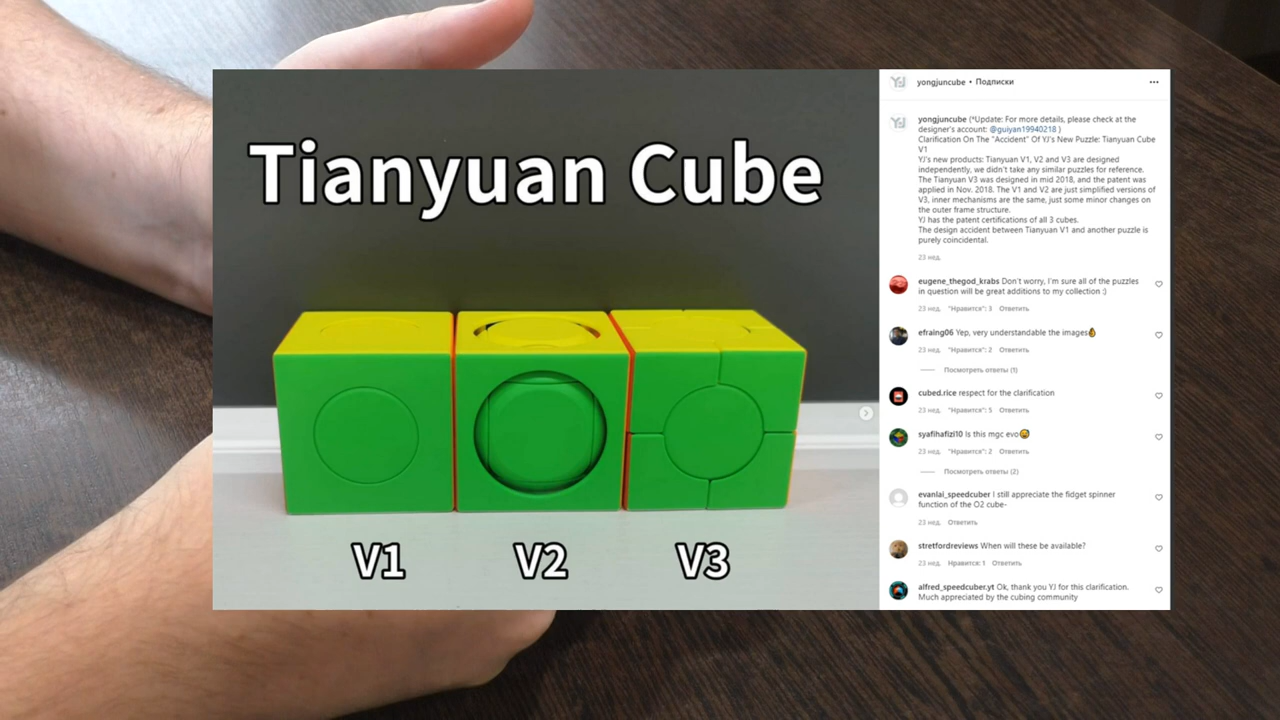 Tianyuan Cube
V1
V2
V3
yongjuncube • Подписки
yongjuncube (*Update: For more details, please check at the
designer's account: @guiyan19940218 )
Clarification On The "Accident" Of YJ's New Puzzle: Tianyuan Cube
V1
YJ's new products: Tianyuan V1, V2 and V3 are designed
independently, we didn't take any similar puzzles for reference.
The Tianyuan V3 was designed in mid 2018, and the patent was
applied in Nov. 2018. The V1 and V2 are just simplified versions of
V3, inner mechanisms are the same, just some minor changes on
the outer frame structure.
YJ has the patent certifications of all 3 cubes.
The design accident between Tianyuan V1 and another puzzle is
purely coincidental.
23 нед.
eugene_thegod_krabs Don't worry, I'm sure all of the puzzles
in question will be great additions to my collection :)
23 нед. "Нравится": 3 Ответить
efraing06 Yep, very understandable the images
23 нед. "Нравится": 2 Ответить
Посмотреть ответы (1)
cubed.rice respect for the clarification
23 нед. "Нравится": 5 Ответить
syafihafizi10 Is this mgc evo
23 нед. "Нравится": 2 Ответить
Посмотреть ответы (2)
evanlai_speedcuber I still appreciate the fidget spinner
function of the O2 cube-
23 нед. Ответить
stretfordreviews When will these be available?
23 нед. Нравится: 1 Ответить
alfred_speedcuber.yt Ok, thank you YJ for this clarification.
Much appreciated by the cubing community